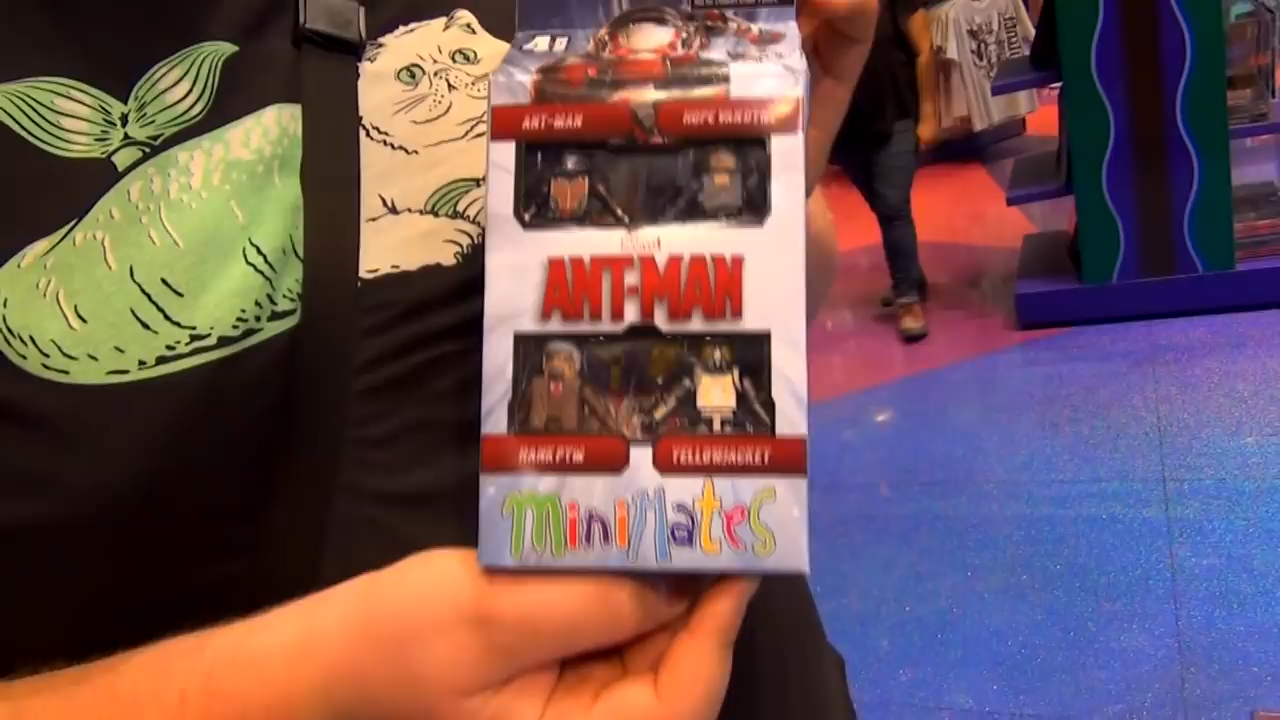 ANT-MAN
HOPE VAN DYNE
MARVEL
ANT-MAN
HANK PYM
YELLOWJACKET
minimates